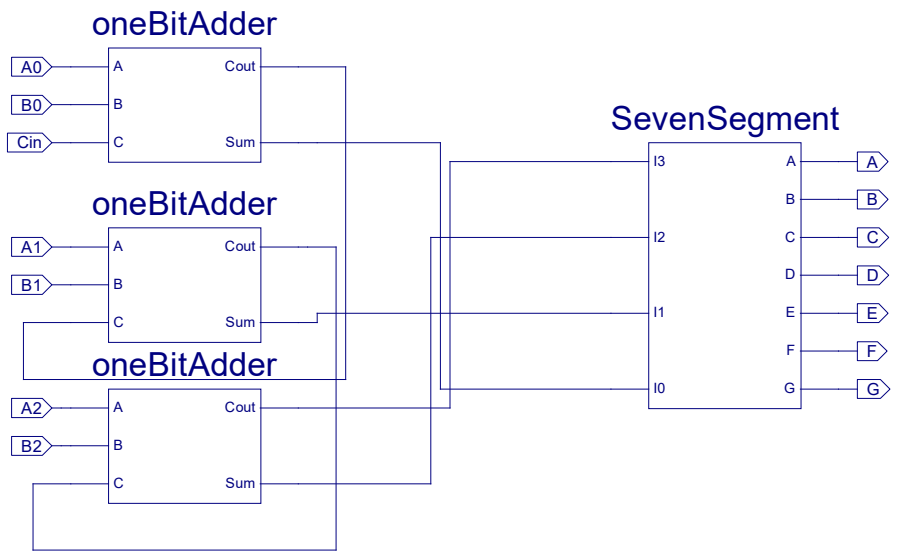 oneBitAdder
A0 A Cout
B0 B
Cin C Sum
oneBitAdder
A1 A Cout
B1 B
C Sum
oneBitAdder
A2 A Cout
B2 B
C Sum
SevenSegment
I3 A A
B B
I2 C C
D D
I1 E E
F F
I0 G G